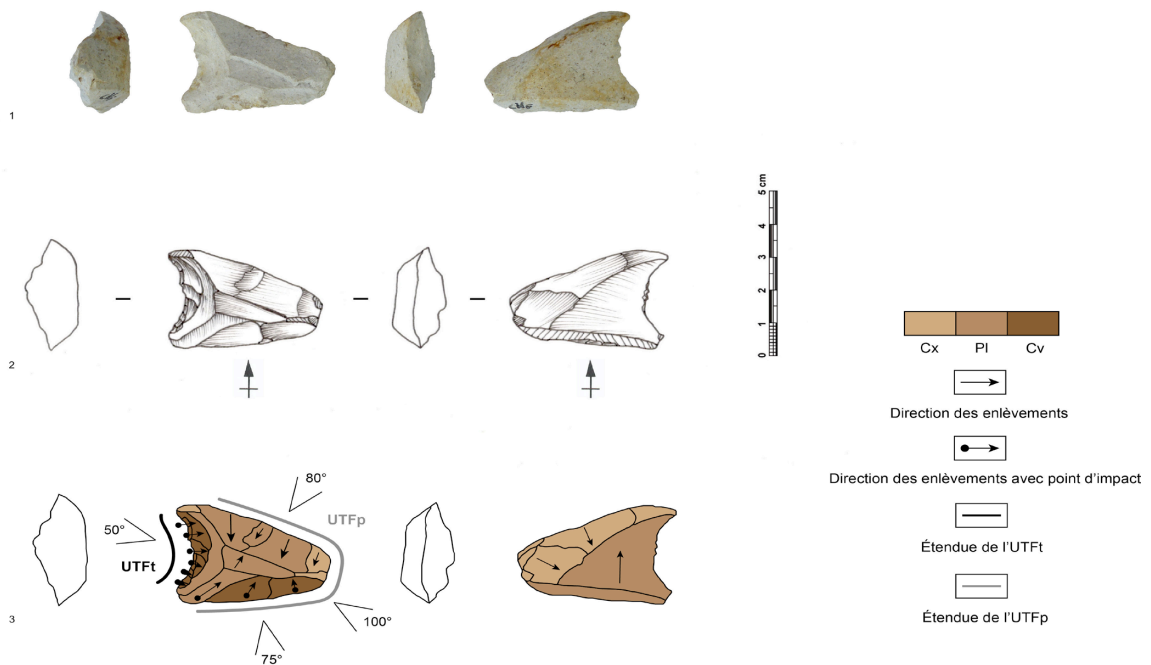 1
5 cm
4
3
2
1
0
2
Cx Pl Cv
Direction des enlèvements
Direction des enlèvements avec point d'impact
Étendue de l'UTFt
Étendue de l'UTFp
80°
UTFp
50°
UTFt
100°
75°
3